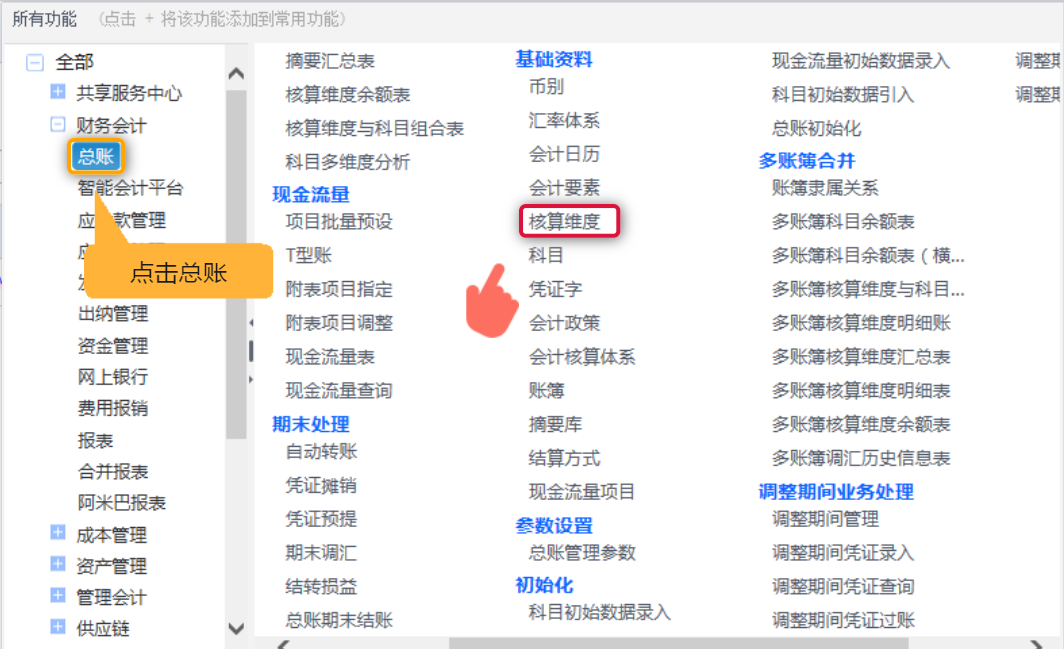 所有功能 （点击 + 将该功能添加到常用功能）
全部
共享服务中心
财务会计
总账
智能会计平台
款管理
点击总账
出纳管理
资金管理
网上银行
费用报销
报表
合并报表
阿米巴报表
成本管理
资产管理
管理会计
供应链
摘要汇总表
核算维度余额表
核算维度与科目组合表
科目多维度分析
现金流量
项目批量预设
T型账
附表项目指定
附表项目调整
现金流量表
现金流量查询
期末处理
自动转账
凭证摊销
凭证预提
期末调汇
结转损益
总账期末结账
基础资料
币别
汇率体系
会计日历
会计要素
核算维度
科目
凭证字
会计政策
会计核算体系
账簿
摘要库
结算方式
现金流量项目
参数设置
总账管理参数
初始化
科目初始数据录入
现金流量初始数据录入
科目初始数据引入
总账初始化
多账簿合并
账簿隶属关系
多账簿科目余额表
多账簿科目余额表（横...
多账簿核算维度与科目...
多账簿核算维度明细账
多账簿核算维度汇总表
多账簿核算维度明细表
多账簿核算维度余额表
多账簿调汇历史信息表
调整期间业务处理
调整期间管理
调整期间凭证录入
调整期间凭证查询
调整期间凭证过账
调整
调整